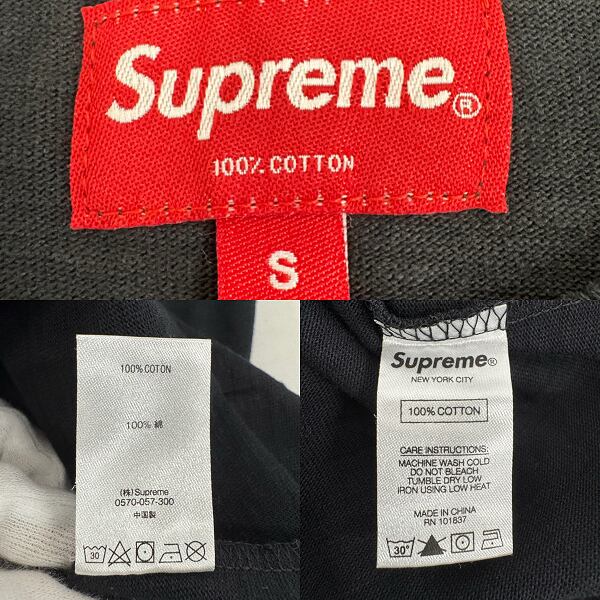 Supreme®
100% COTTON
S
100% COTON
100% 綿
(株)Supreme
0570-057-300
中国製
30
Supreme®
NEW YORK CITY
100% COTTON
CARE INSTRUCTIONS:
MACHINE WASH COLD
DO NOT BLEACH
TUMBLE DRY LOW
IRON USING LOW HEAT
MADE IN CHINA
RN 101837
30°